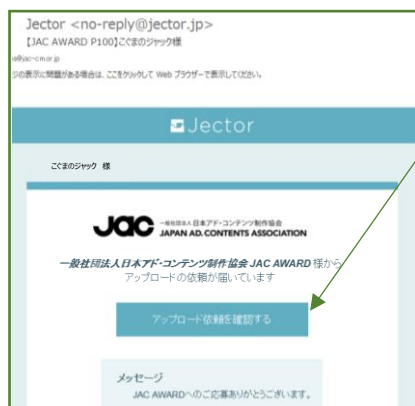 Jector <no-reply@jector.jp>
【JAC AWARD P100】こぐまのジャック様
ジの表示に問題がある場合は、ここをクリックして Web ブラウザーで表示してください。
Jector
こぐまのジャック 様
JAC 一般社団法人 日本アド・コンテンツ制作協会
JAPAN AD. CONTENTS ASSOCIATION
一般社団法人日本アド・コンテンツ制作協会 JAC AWARD 様から
アップロードの依頼が届いています
アップロード依頼を確認する
メッセージ
JAC AWARDへのご応募ありがとうございます。